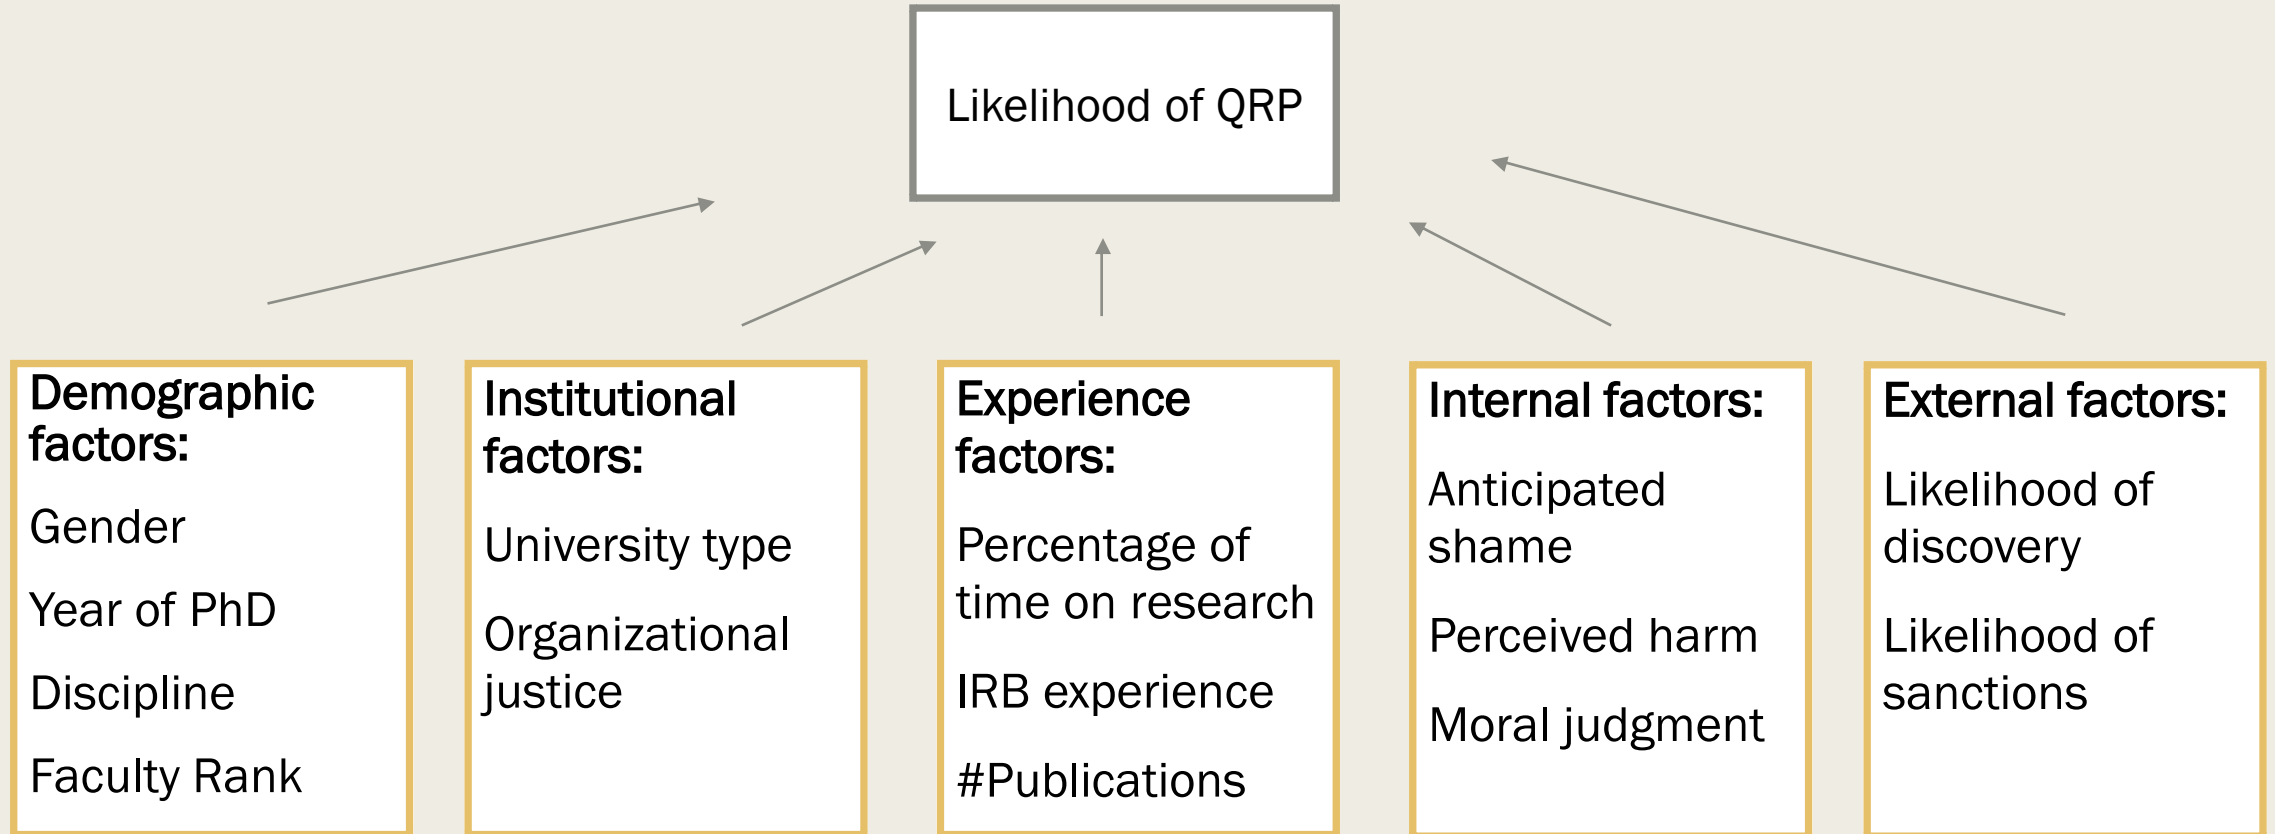 Likelihood of QRP
Demographic
factors:
Gender
Year of PhD
Discipline
Faculty Rank
Institutional
factors:
University type
Organizational
justice
Experience
factors:
Percentage of
time on research
IRB experience
#Publications
Internal factors:
Anticipated
shame
Perceived harm
Moral judgment
External factors:
Likelihood of
discovery
Likelihood of
sanctions